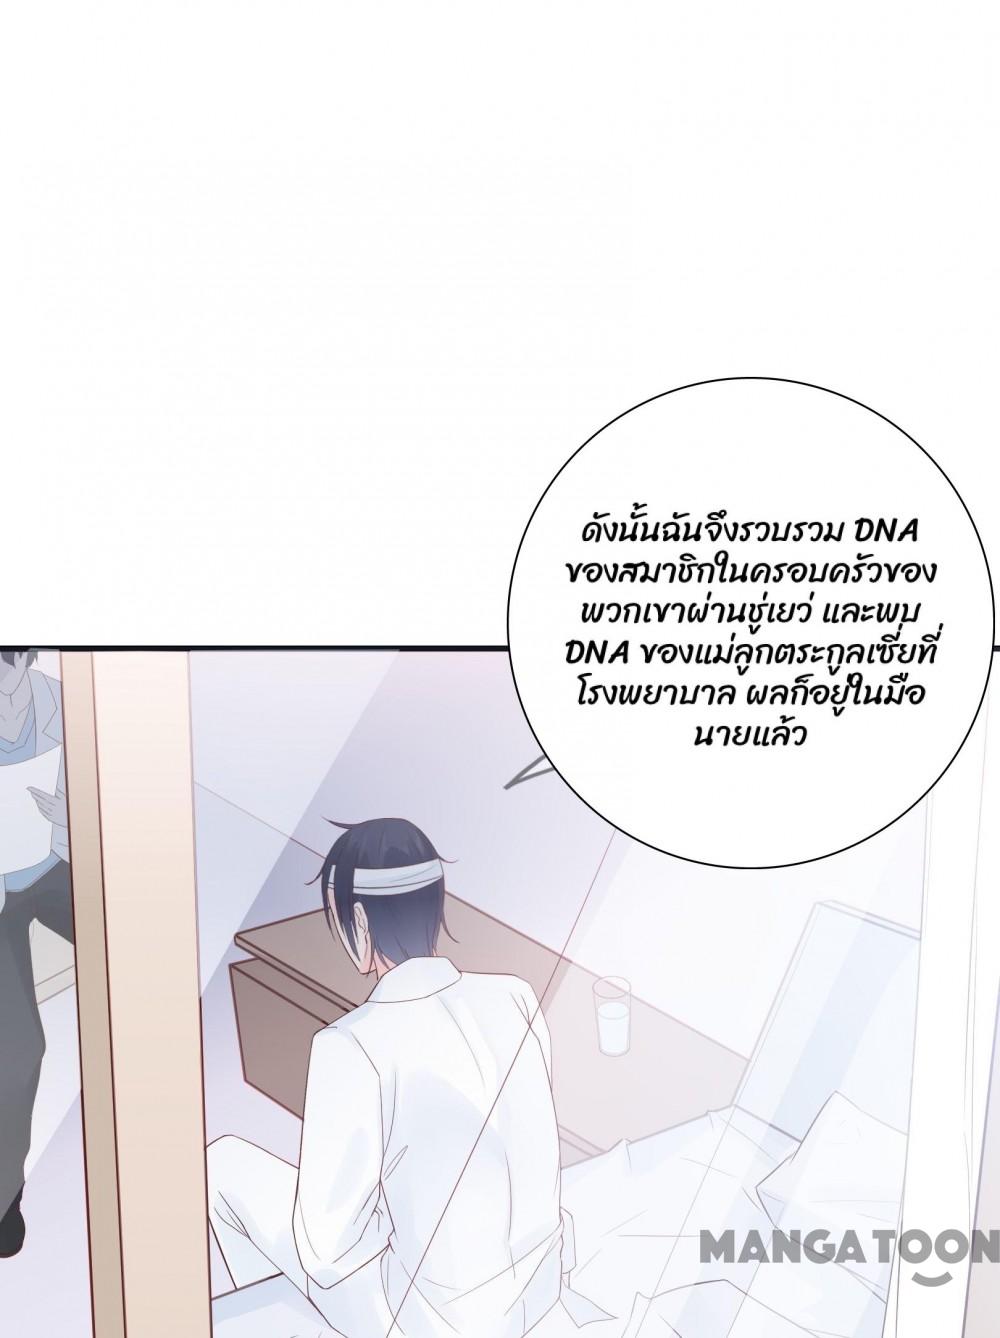 ดังนั้นฉันจึงรวบรวม DNA
ของสมาชิกในครอบครัวของ
พวกเขาผ่านชู่เยว่ และพบ
DNA ของแม่ลูกตระกูลเซี่ยที่
โรงพยาบาล ผลก็อยู่ในมือ
นายแล้ว
MANGATOON